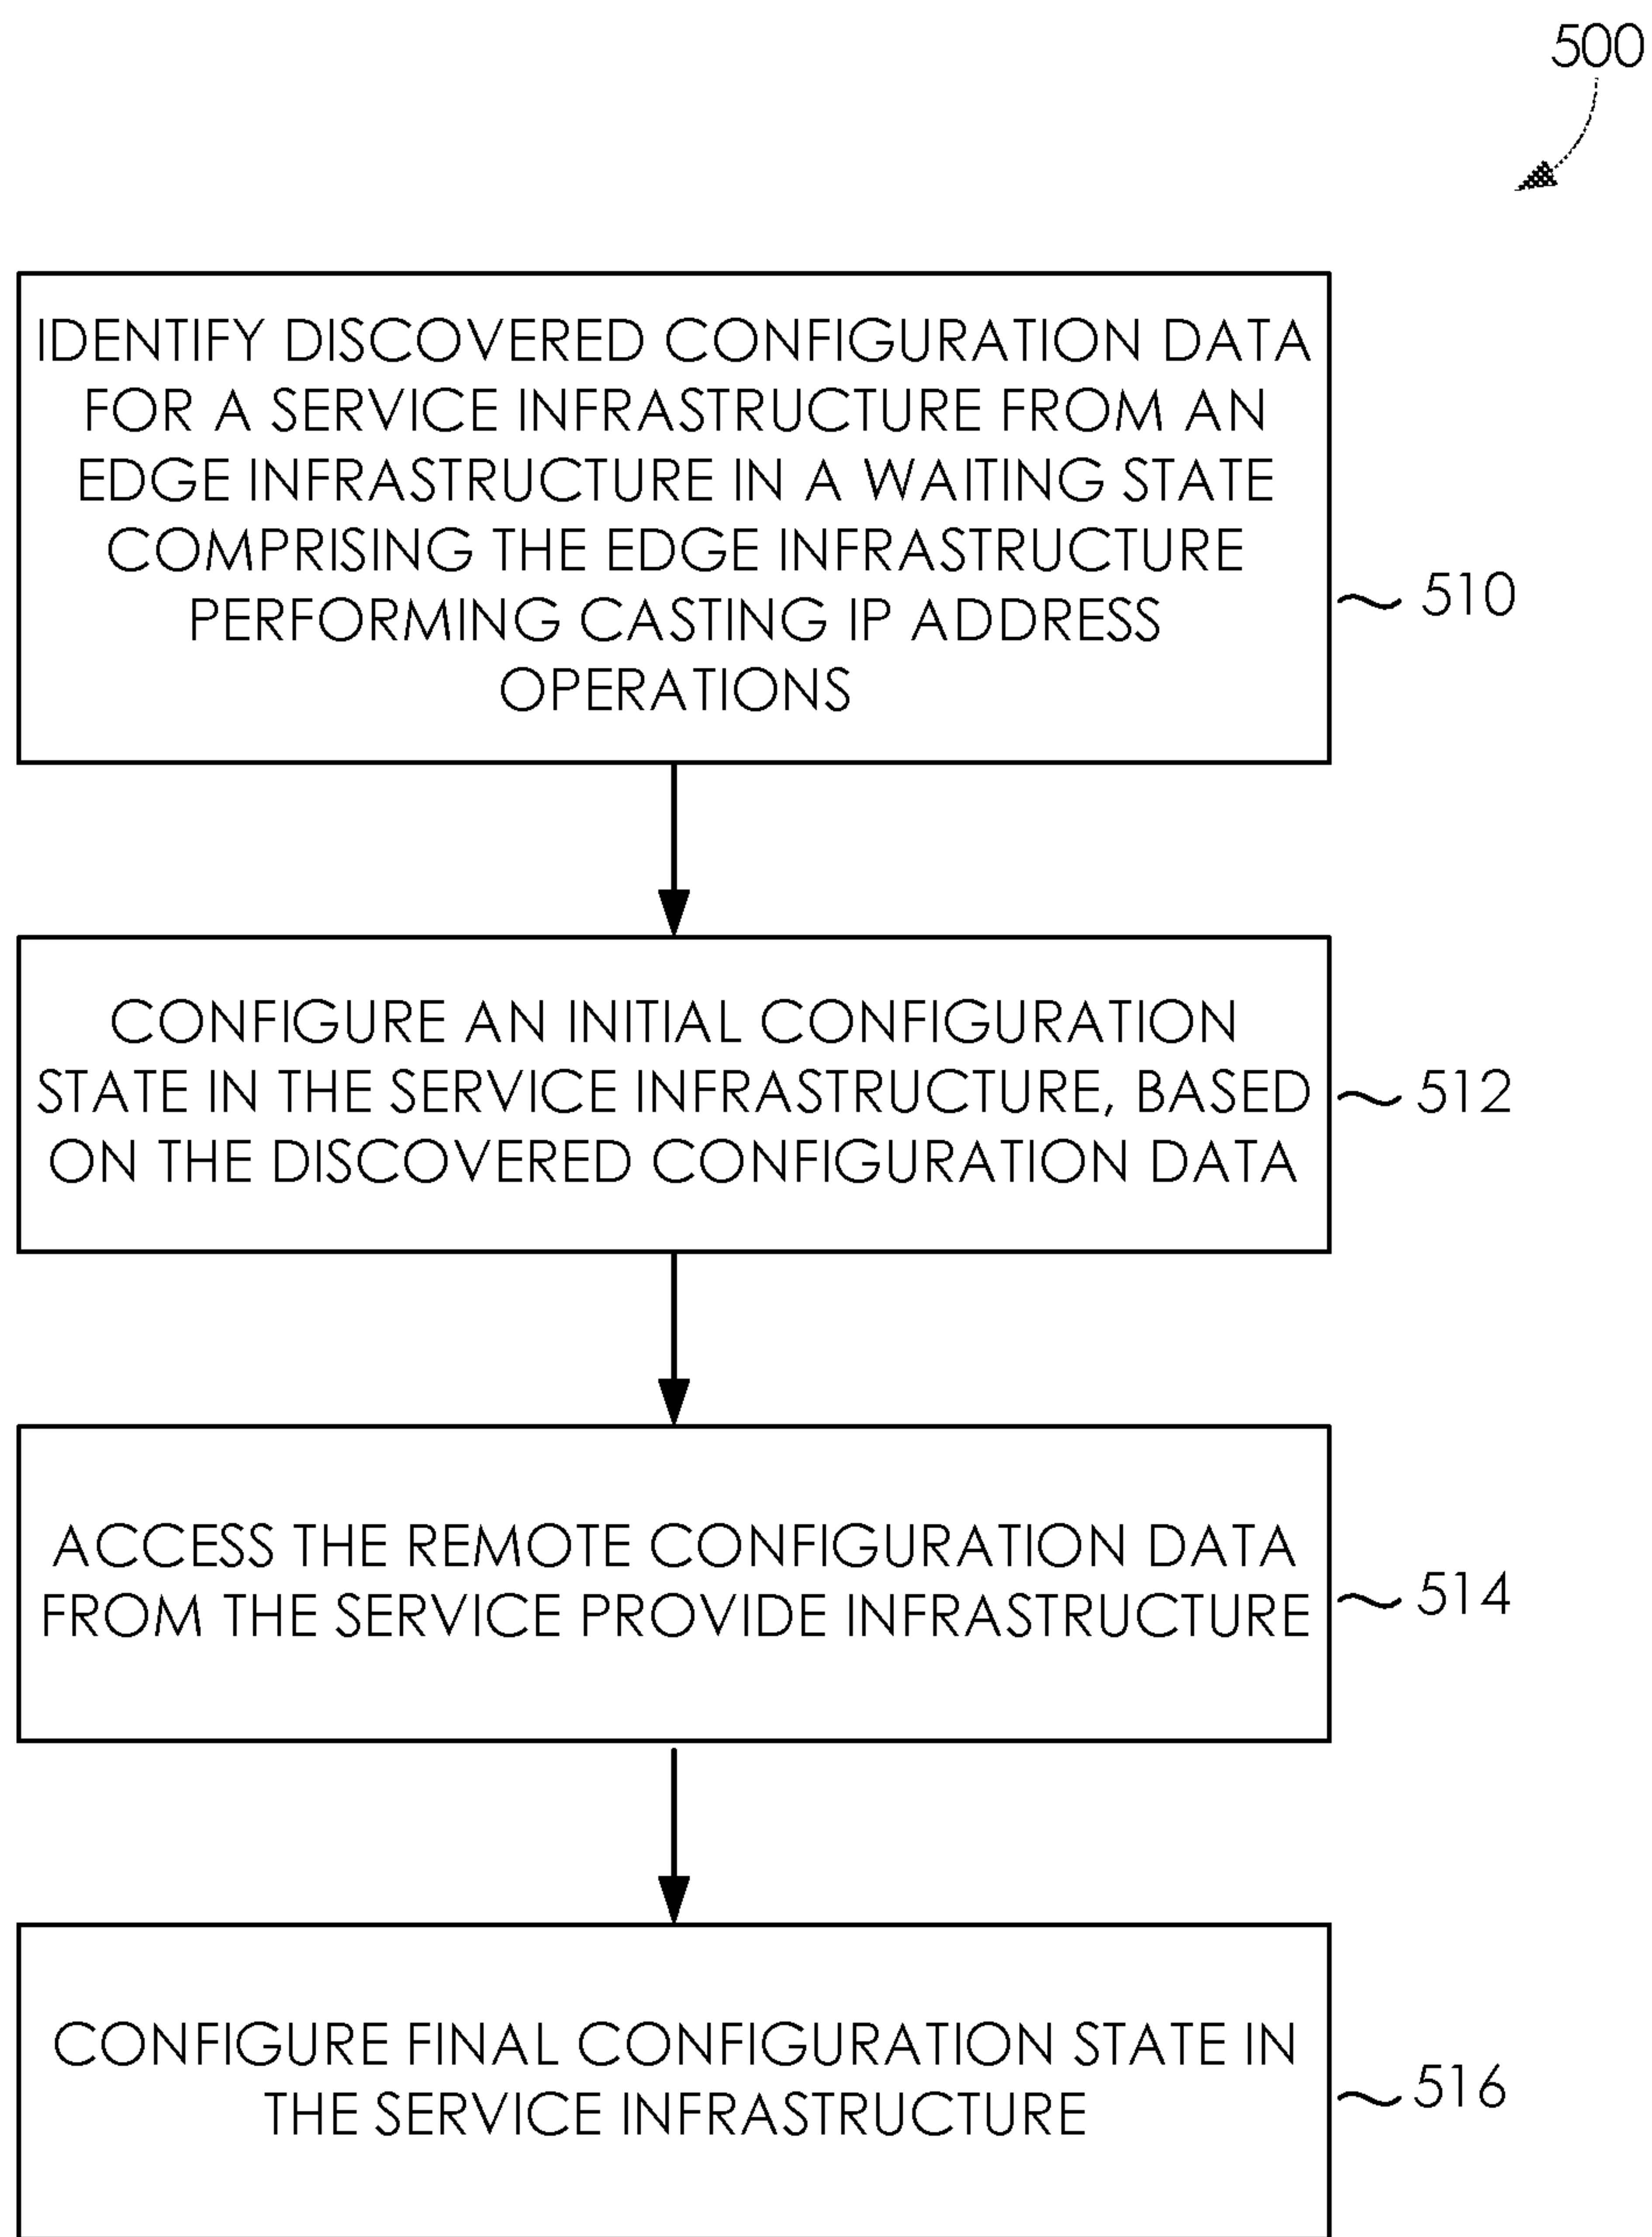 500
IDENTIFY DISCOVERED CONFIGURATION DATA
FOR A SERVICE INFRASTRUCTURE FROM AN
EDGE INFRASTRUCTURE IN A WAITING STATE
COMPRISING THE EDGE INFRASTRUCTURE
PERFORMING CASTING IP ADDRESS
OPERATIONS
510
CONFIGURE AN INITIAL CONFIGURATION
STATE IN THE SERVICE INFRASTRUCTURE, BASED
ON THE DISCOVERED CONFIGURATION DATA
512
ACCESS THE REMOTE CONFIGURATION DATA
FROM THE SERVICE PROVIDE INFRASTRUCTURE
514
CONFIGURE FINAL CONFIGURATION STATE IN
THE SERVICE INFRASTRUCTURE
516